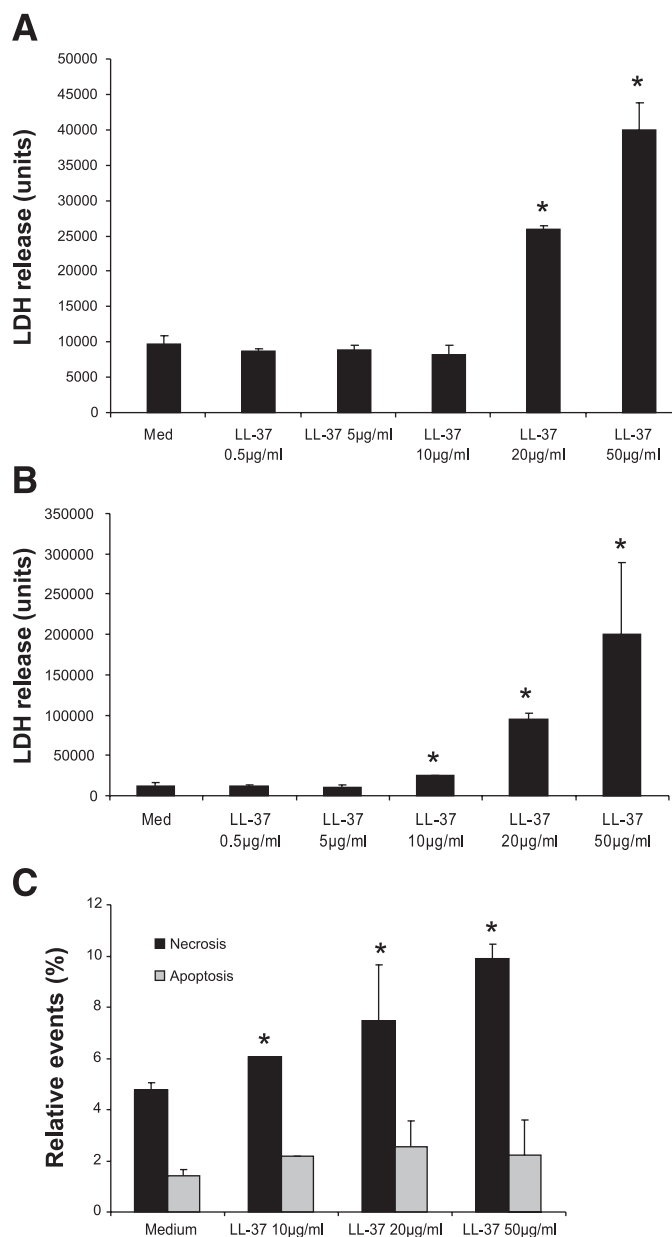 A
50000
45000
40000
35000
30000
25000
20000
15000
10000
5000
0
LDH release (units)
*
*
Med
LL-37
0.5µg/ml
LL-37 5µg/ml
LL-37
10µg/ml
LL-37
20µg/ml
LL-37
50µg/ml
B
350000
300000
250000
200000
150000
100000
50000
0
LDH release (units)
*
*
*
Med
LL-37
0.5µg/ml
LL-37
5µg/ml
LL-37
10µg/ml
LL-37
20µg/ml
LL-37
50µg/ml
C
12
10
8
6
4
2
0
Relative events (%)
Necrosis
Apoptosis
*
*
*
Medium
LL-37 10µg/ml
LL-37 20µg/ml
LL-37 50µg/ml